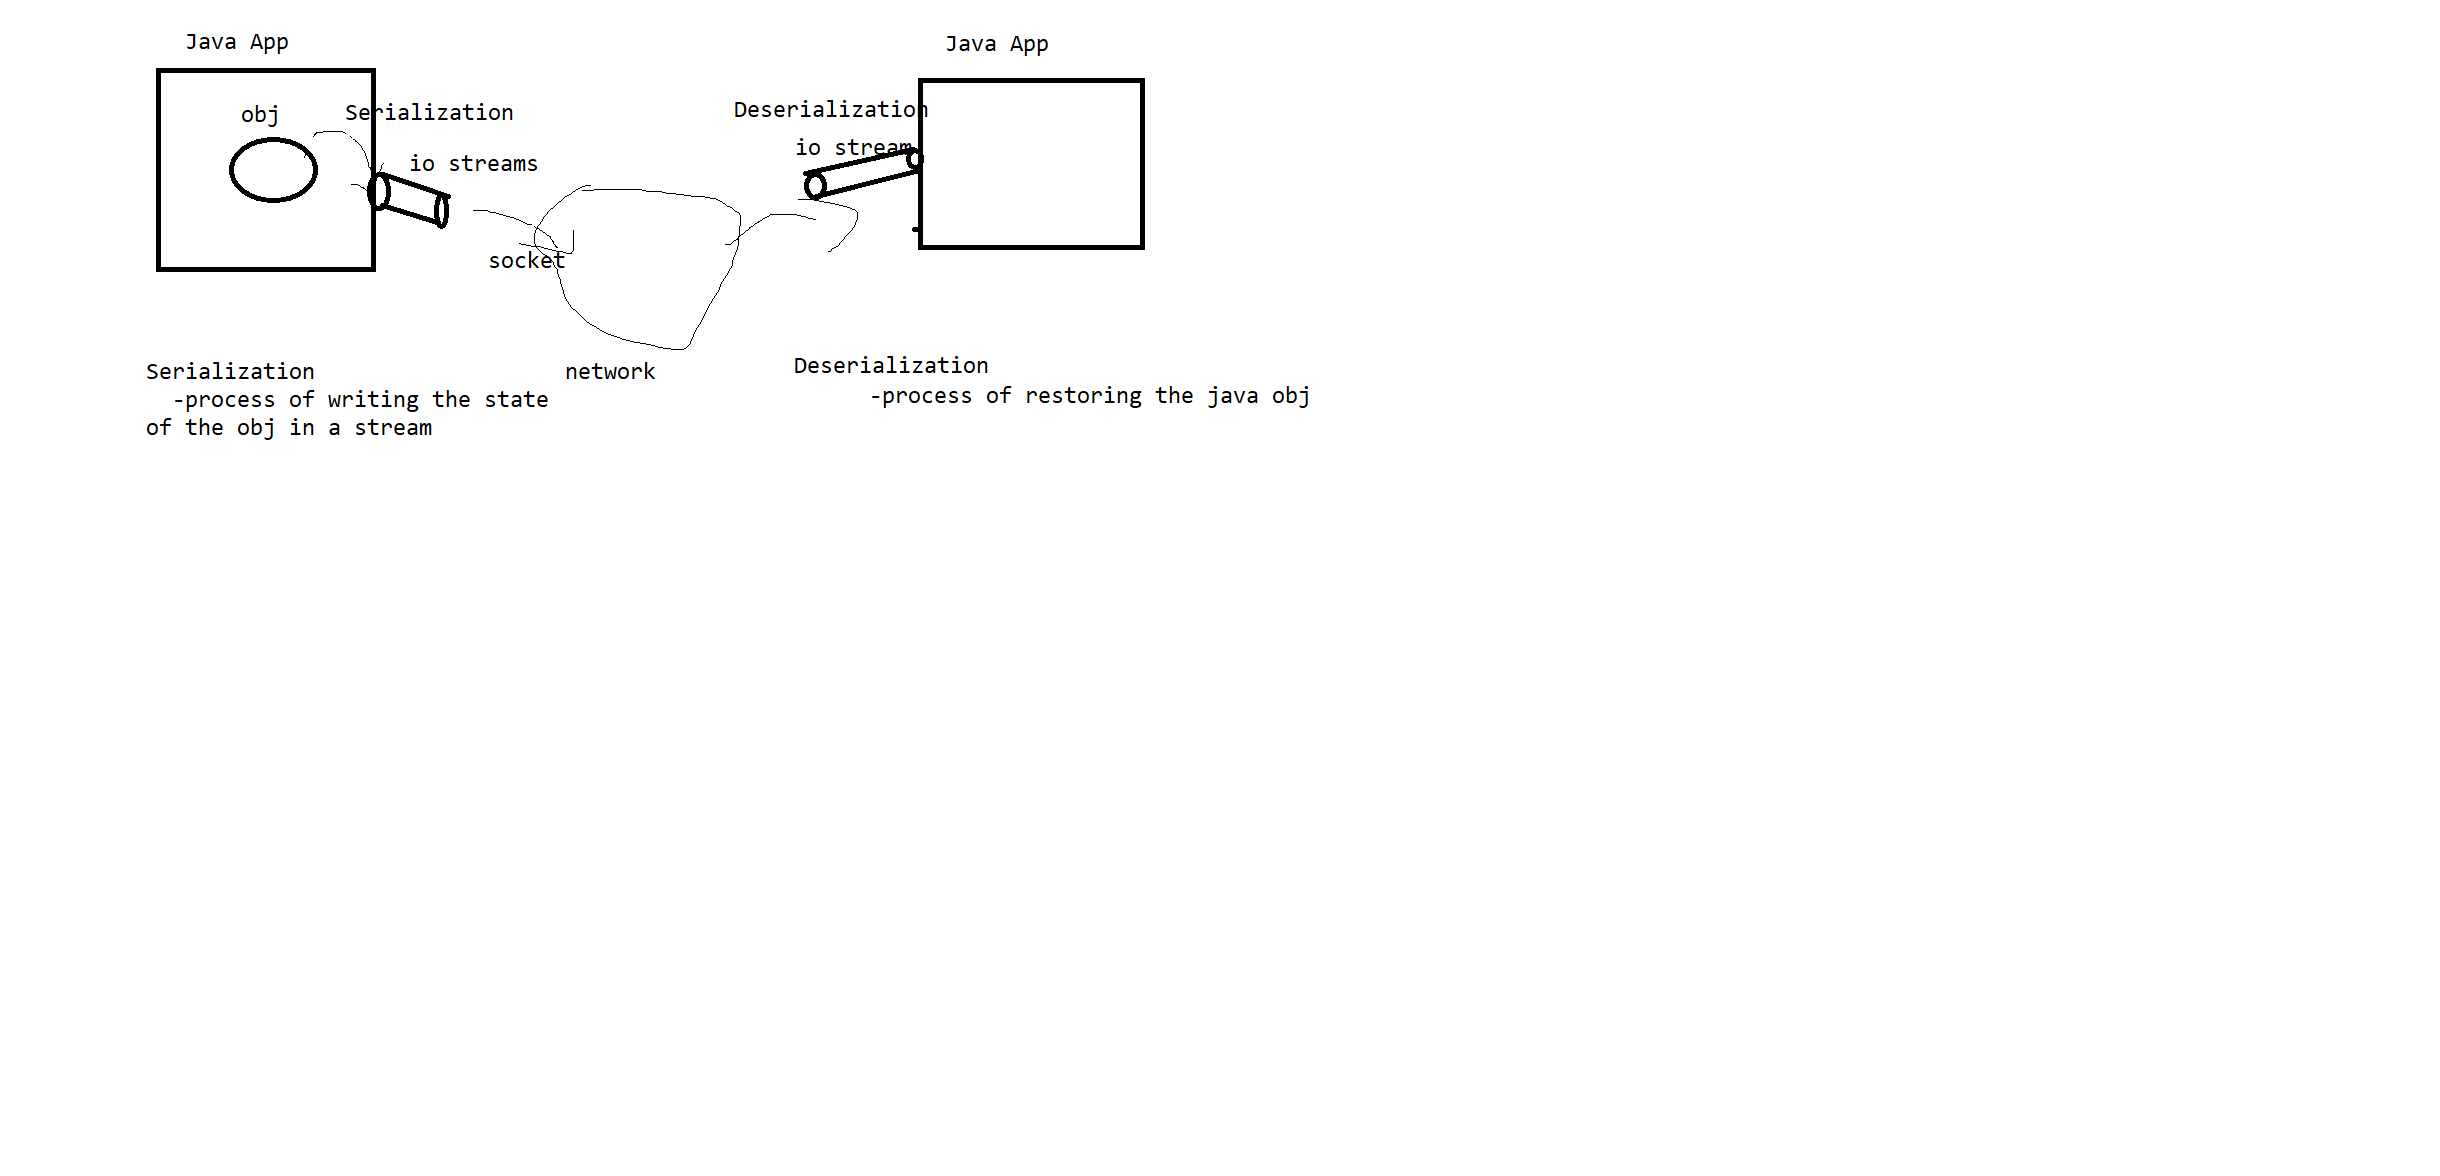 Java App
Java App
obj
Serialization
Deserialization
io streams
io stream
socket
Serialization
-process of writing the state
of the obj in a stream
network
Deserialization
-process of restoring the java obj